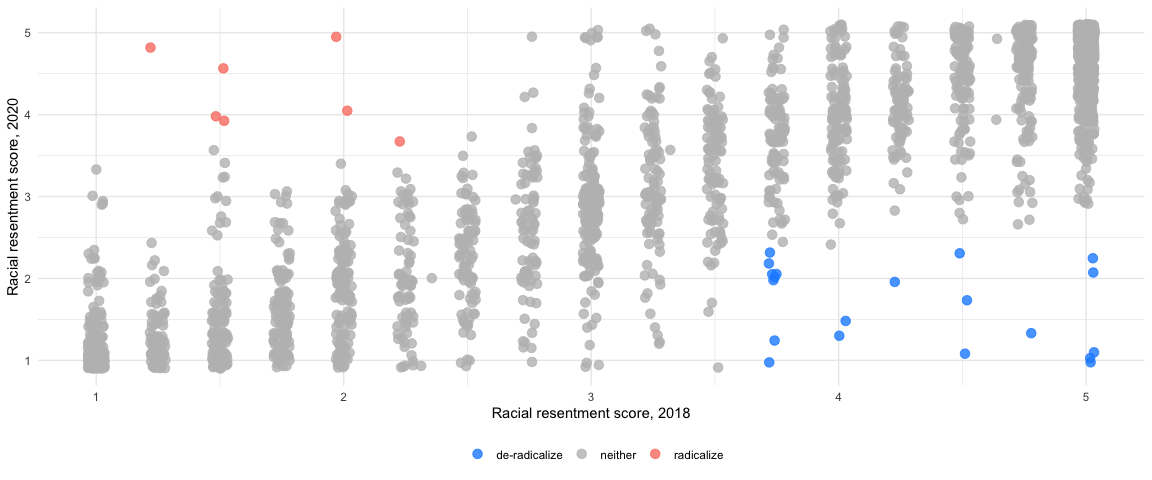 5
4
3
2
1
Racial resentment score, 2020
1
2
3
4
5
Racial resentment score, 2018
de-radicalize
neither
radicalize